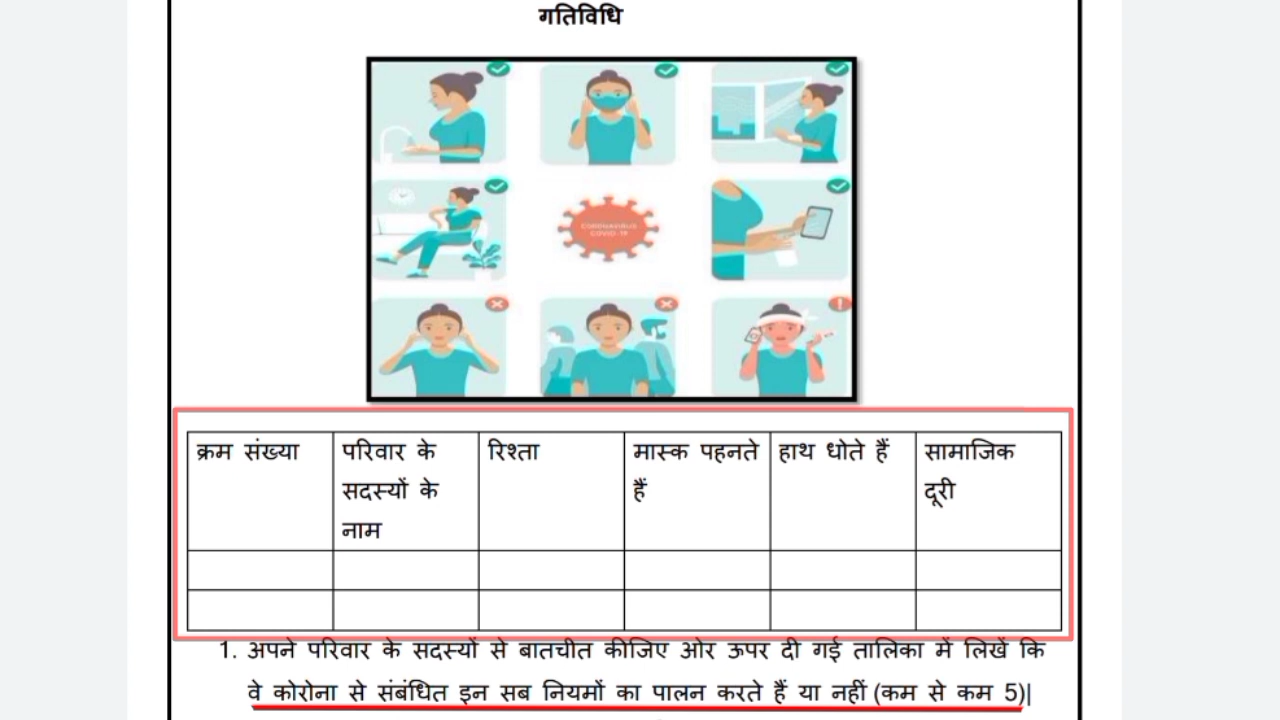 गतिविधि
CORONAVIRUS
COVID-19
क्रम संख्या
परिवार के
सदस्यों के
नाम
रिश्ता
मास्क पहनते
हैं
हाथ धोते हैं
सामाजिक
दूरी
1. अपने परिवार के सदस्यों से बातचीत कीजिए ओर ऊपर दी गई तालिका में लिखें कि
वे कोरोना से संबंधित इन सब नियमों का पालन करते हैं या नहीं (कम से कम 5)|